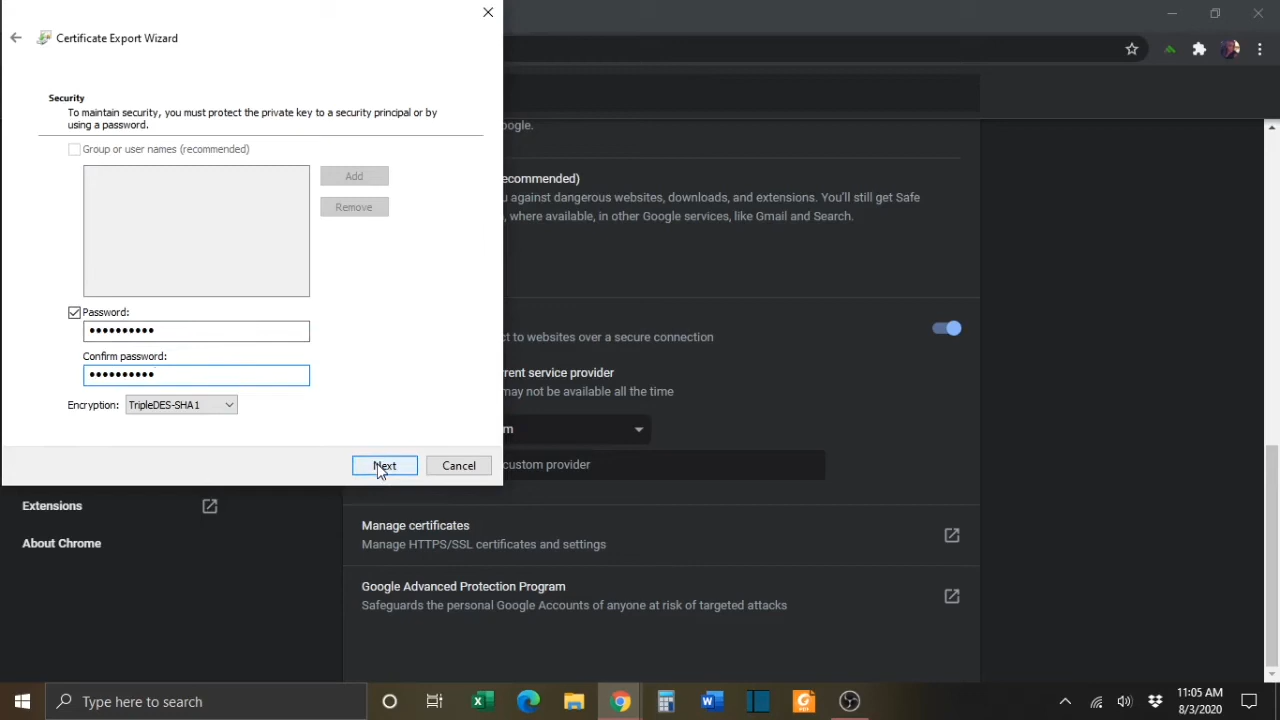 Certificate Export Wizard
Security
To maintain security, you must protect the private key to a security principal or by
using a password.
Group or user names (recommended)
Add
Remove
Password:
••••••••••
Confirm password:
••••••••••
Encryption: TripleDES-SHA1
Next Cancel
oogle.
ecommended)
u against dangerous websites, downloads, and extensions. You'll still get Safe
, where available, in other Google services, like Gmail and Search.
ct to websites over a secure connection
rrent service provider
may not be available all the time
m
custom provider
Extensions
About Chrome
Manage certificates
Manage HTTPS/SSL certificates and settings
Google Advanced Protection Program
Safeguards the personal Google Accounts of anyone at risk of targeted attacks
Type here to search
11:05 AM
8/3/2020